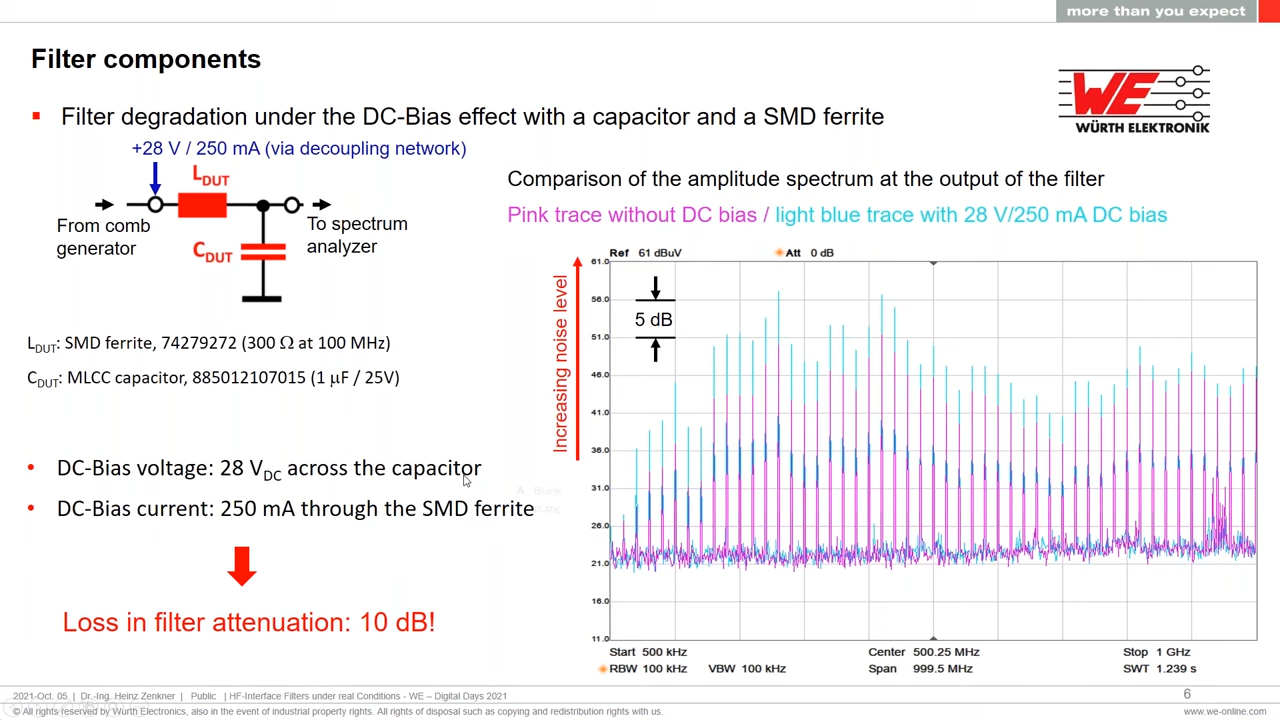 more than you expect
Filter components
WE
WÜRTH ELEKTRONIK
▪ Filter degradation under the DC-Bias effect with a capacitor and a SMD ferrite
+28 V / 250 mA (via decoupling network)
LDUT
From comb
generator
To spectrum
analyzer
CDUT
LDUT: SMD ferrite, 74279272 (300 Ω at 100 MHz)
CDUT: MLCC capacitor, 885012107015 (1 μF / 25V)
• DC-Bias voltage: 28 VDC across the capacitor
• DC-Bias current: 250 mA through the SMD ferrite
Loss in filter attenuation: 10 dB!
Comparison of the amplitude spectrum at the output of the filter
Pink trace without DC bias / light blue trace with 28 V/250 mA DC bias
Ref 61 dBuV
Att 0 dB
Increasing noise level
5 dB
61.0
56.0
51.0
46.0
41.0
36.0
31.0
26.0
21.0
16.0
11.0
A Blank
Start 500 kHz
Center 500.25 MHz
Stop 1 GHz
RBW 100 kHz
VBW 100 kHz
Span 999.5 MHz
SWT 1.239 s
2021-Oct. 05 | Dr.-Ing. Heinz Zenkner | Public | HF-Interface Filters under real Conditions - WE – Digital Days 2021
6
© All rights reserved by Wurth Electronics, also in the event of industrial property rights. All rights of disposal such as copying and redistribution rights with us.
www.we-online.com